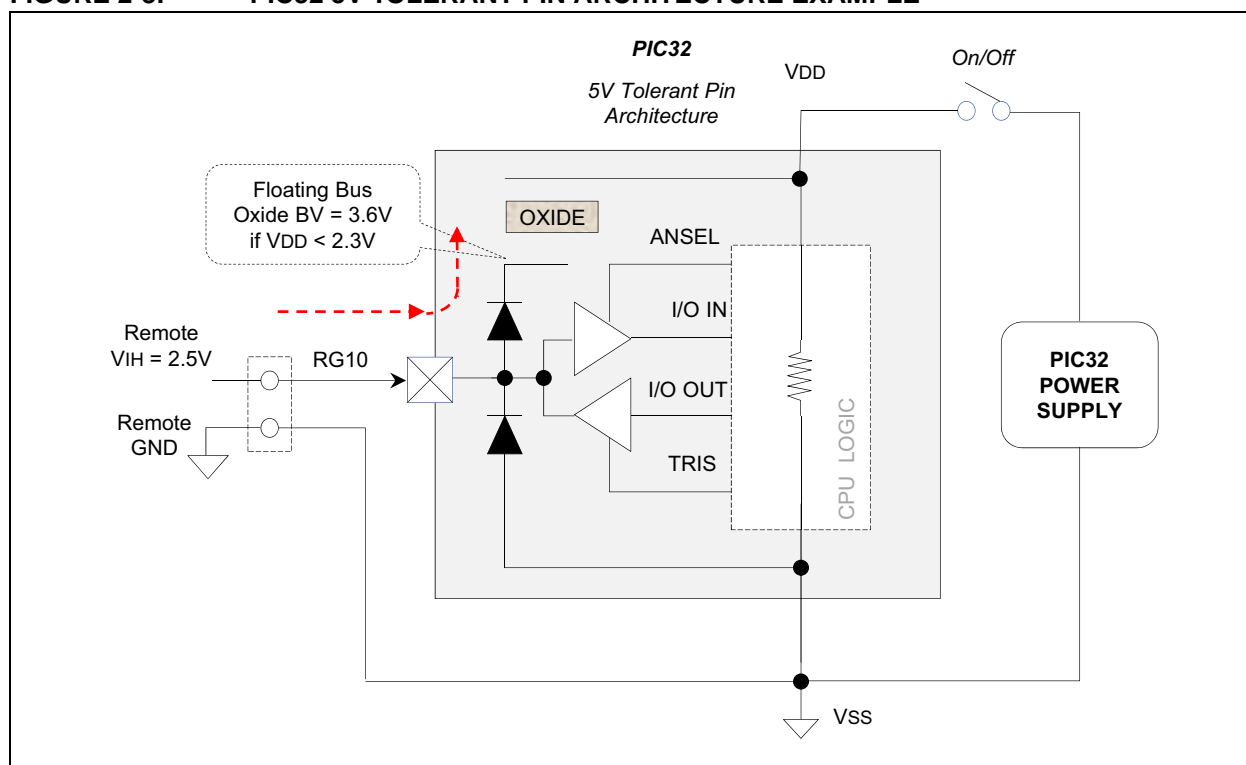 PIC32
5V Tolerant Pin
Architecture
VDD
On/Off
Floating Bus
Oxide BV = 3.6V
if VDD < 2.3V
OXIDE
ANSEL
I/O IN
Remote
VIH = 2.5V
RG10
I/O OUT
Remote
GND
TRIS
CPU LOGIC
PIC32
POWER
SUPPLY
VSS